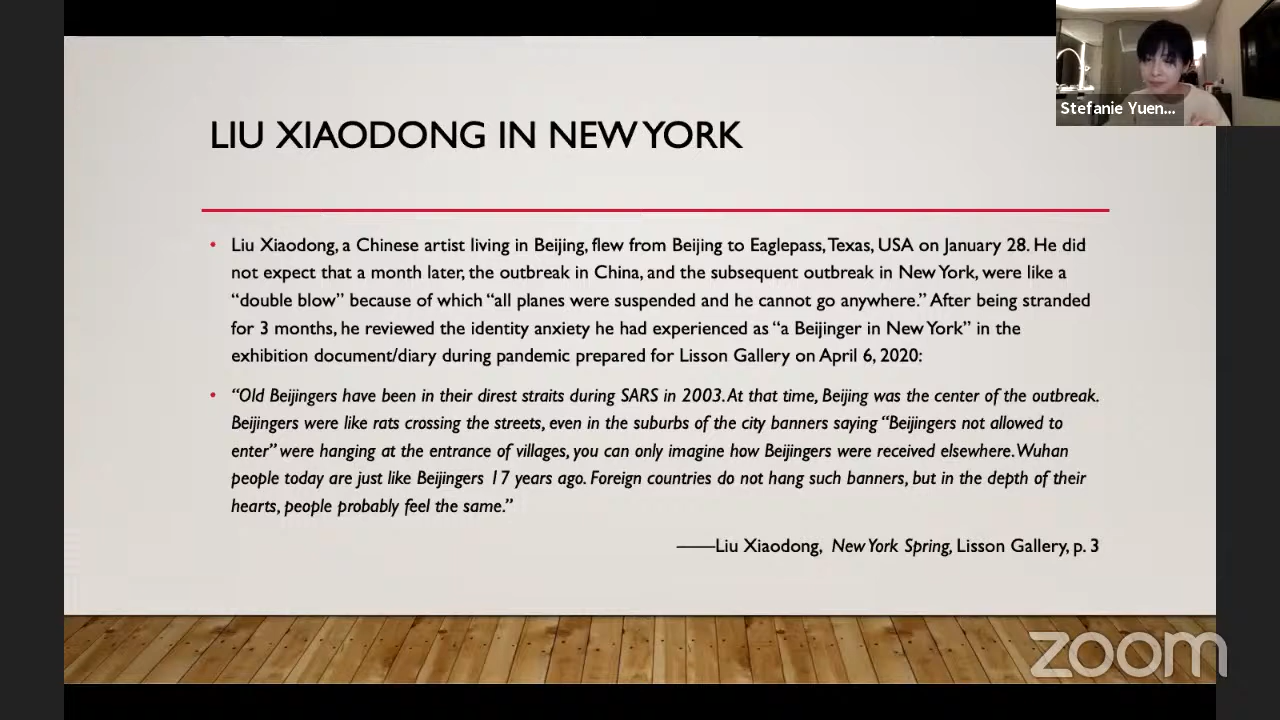 Stefanie Yuen...
LIU XIAODONG IN NEW YORK
• Liu Xiaodong, a Chinese artist living in Beijing, flew from Beijing to Eaglepass, Texas, USA on January 28. He did
not expect that a month later, the outbreak in China, and the subsequent outbreak in New York, were like a
“double blow” because of which “all planes were suspended and he cannot go anywhere.” After being stranded
for 3 months, he reviewed the identity anxiety he had experienced as “a Beijinger in New York” in the
exhibition document/diary during pandemic prepared for Lisson Gallery on April 6, 2020:
• “Old Beijingers have been in their direst straits during SARS in 2003. At that time, Beijing was the center of the outbreak.
Beijingers were like rats crossing the streets, even in the suburbs of the city banners saying “Beijingers not allowed to
enter” were hanging at the entrance of villages, you can only imagine how Beijingers were received elsewhere. Wuhan
people today are just like Beijingers 17 years ago. Foreign countries do not hang such banners, but in the depth of their
hearts, people probably feel the same.”
——Liu Xiaodong, New York Spring, Lisson Gallery, p. 3
zoom